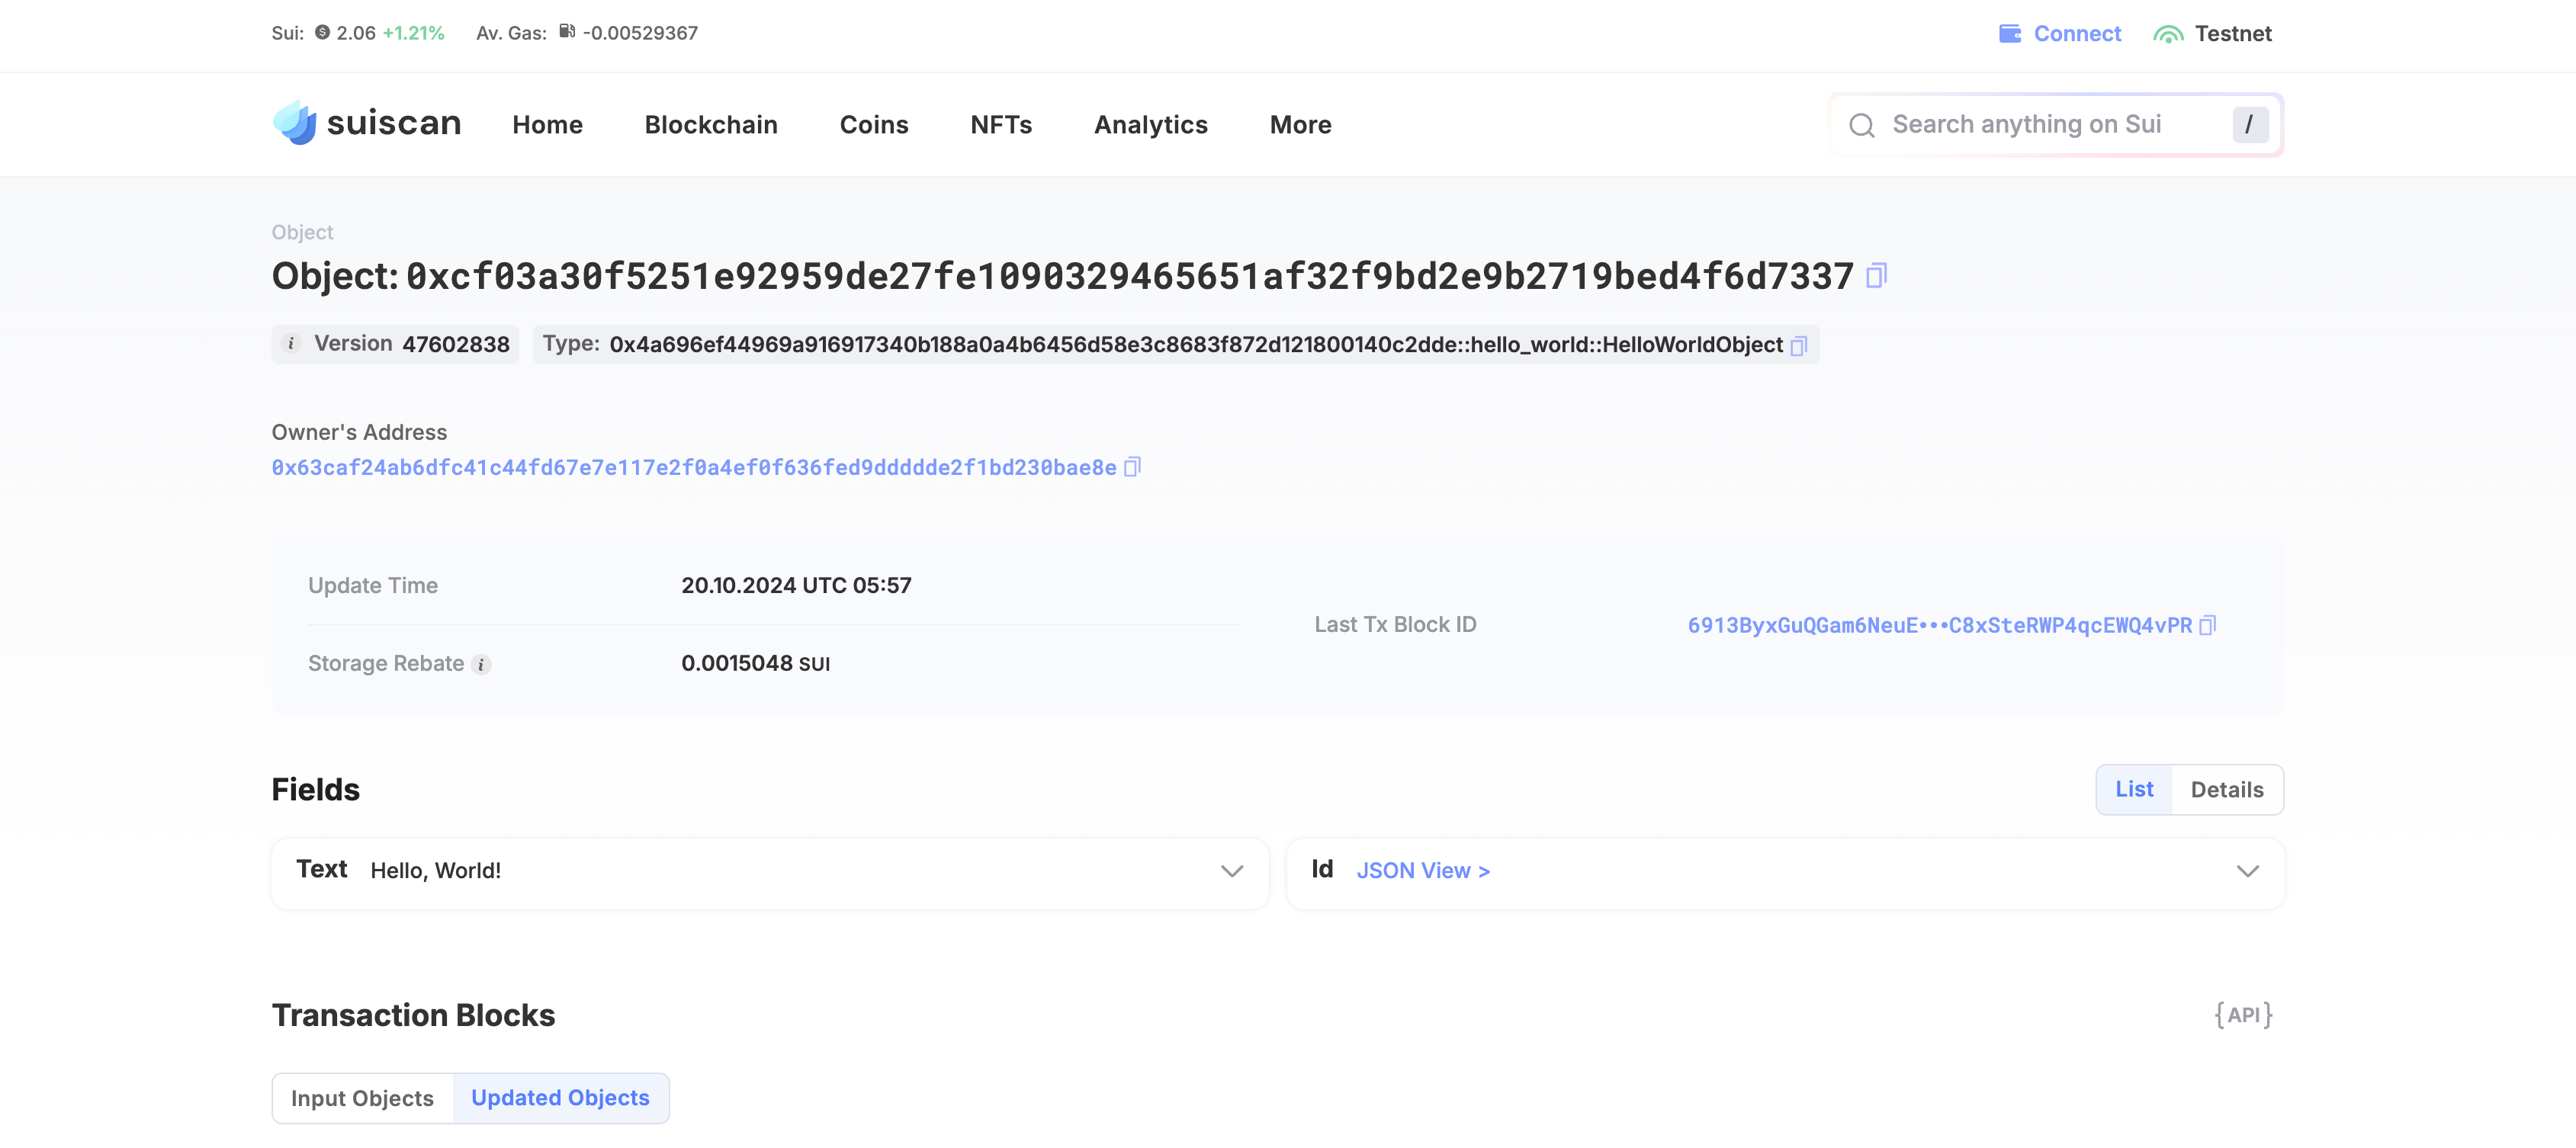 Sui: 2.06 +1.21% Av. Gas: -0.00529367 Connect Testnet
suiscan Home Blockchain Coins NFTs Analytics More Search anything on Sui /
Object
Object: 0xcf03a30f5251e92959de27fe1090329465651af32f9bd2e9b2719bed4f6d7337
i Version 47602838 Type: 0x4a696ef44969a916917340b188a0a4b6456d58e3c8683f872d121800140c2dde::hello_world::HelloWorldObject
Owner's Address
0x63caf24ab6dfc41c44fd67e7e117e2f0a4ef0f636fed9ddddde2f1bd230bae8e
Update Time 20.10.2024 UTC 05:57
Last Tx Block ID 6913ByxGuQGam6NeuE•••C8xSteRWP4qcEWQ4vPR
Storage Rebate i 0.0015048 SUI
Fields List Details
Text Hello, World! Id JSON View >
Transaction Blocks {API}
Input Objects Updated Objects